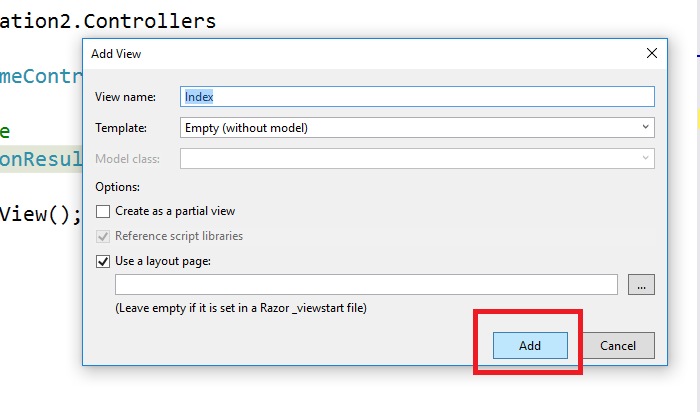 ation2.Controllers
Add View
meContr
View name: Index
Template: Empty (without model)
e
Model class:
onResul
Options:
Create as a partial view
View();
Reference script libraries
Use a layout page:
...
(Leave empty if it is set in a Razor _viewstart file)
Add Cancel